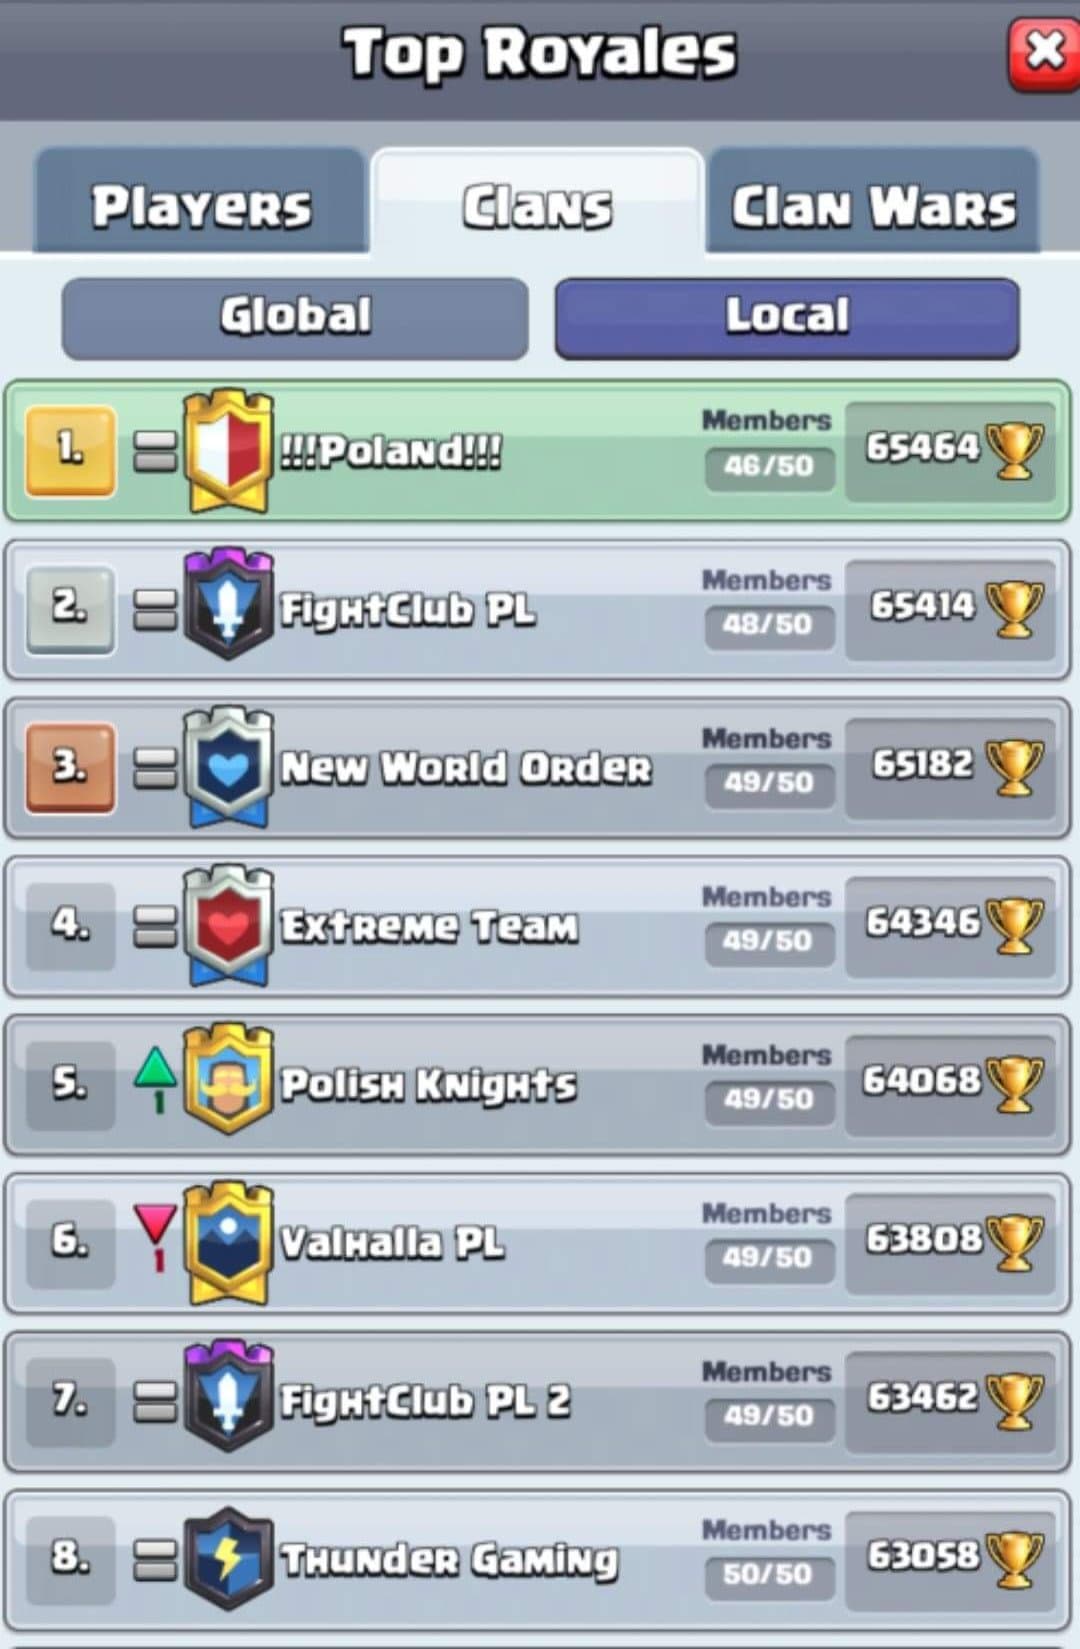 Top Royales
Players
Clans
Clan Wars
Global
Local
1.
!!!Poland!!!
Members
46/50
65464
2.
FightClub PL
Members
48/50
65414
3.
New World Order
Members
49/50
65182
4.
Extreme Team
Members
49/50
64346
5.
1
Polish Knights
Members
49/50
64068
6.
1
Valhalla PL
Members
49/50
63808
7.
FightClub PL 2
Members
49/50
63462
8.
Thunder Gaming
Members
50/50
63058